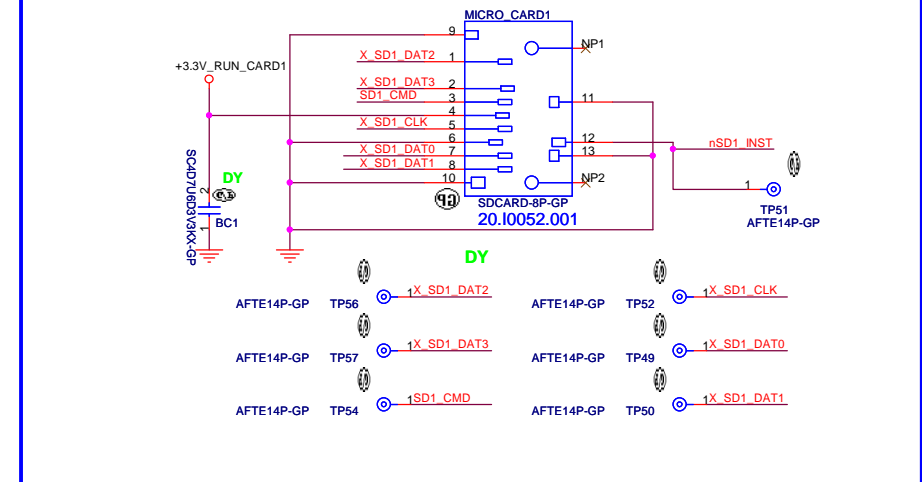 MICRO_CARD1
9
NP1
X_SD1_DAT2
1
+3.3V_RUN_CARD1
X_SD1_DAT3
2
SD1_CMD
3
11
4
X_SD1_CLK
5
6
12
nSD1_INST
X_SD1_DAT0
7
13
X_SD1_DAT1
8
10
NP2
1
DY
SC4D7U6D3V3KX-GP
2
1
BC1
GP
SDCARD-8P-GP
20.I0052.001
TP51
AFTE14P-GP
DY
AFTE14P-GP TP56 1 X_SD1_DAT2
AFTE14P-GP TP52 1 X_SD1_CLK
AFTE14P-GP TP57 1 X_SD1_DAT3
AFTE14P-GP TP49 1 X_SD1_DAT0
AFTE14P-GP TP54 1 SD1_CMD
AFTE14P-GP TP50 1 X_SD1_DAT1